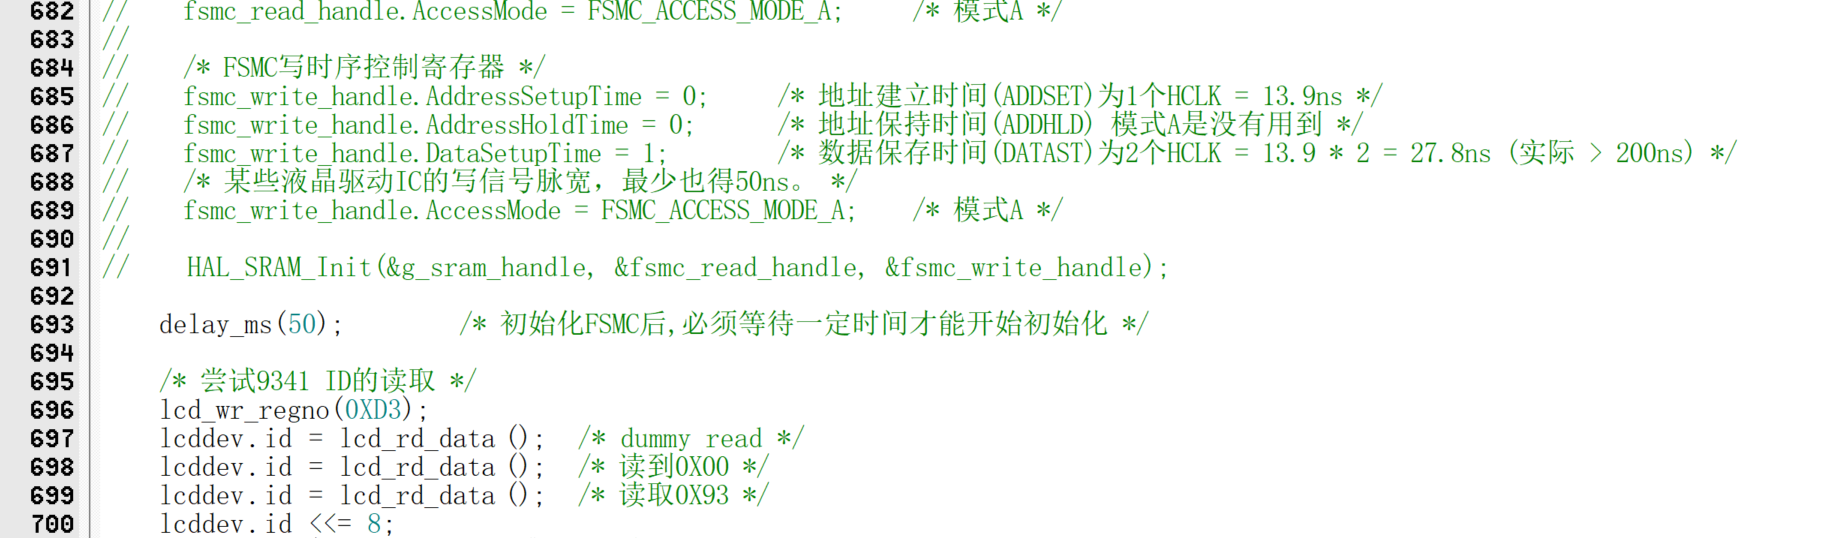 682 //    fsmc_read_handle.AccessMode = FSMC_ACCESS_MODE_A;    /* 模式A */
683 //
684 //    /* FSMC写时序控制寄存器 */
685 //    fsmc_write_handle.AddressSetupTime = 0;     /* 地址建立时间(ADDSET)为1个HCLK = 13.9ns */
686 //    fsmc_write_handle.AddressHoldTime = 0;      /* 地址保持时间(ADDHLD) 模式A是没有用到 */
687 //    fsmc_write_handle.DataSetupTime = 1;        /* 数据保存时间(DATAST)为2个HCLK = 13.9 * 2 = 27.8ns (实际 > 200ns) */
688 //    /* 某些液晶驱动IC的写信号脉宽，最少也得50ns。 */
689 //    fsmc_write_handle.AccessMode = FSMC_ACCESS_MODE_A;    /* 模式A */
690 //
691 //    HAL_SRAM_Init(&g_sram_handle, &fsmc_read_handle, &fsmc_write_handle);
692
693    delay_ms(50);        /* 初始化FSMC后,必须等待一定时间才能开始初始化 */
694
695    /* 尝试9341 ID的读取 */
696    lcd_wr_regno(0XD3);
697    lcddev.id = lcd_rd_data();  /* dummy read */
698    lcddev.id = lcd_rd_data();  /* 读到0X00 */
699    lcddev.id = lcd_rd_data();  /* 读取0X93 */
700    lcddev.id <<= 8;